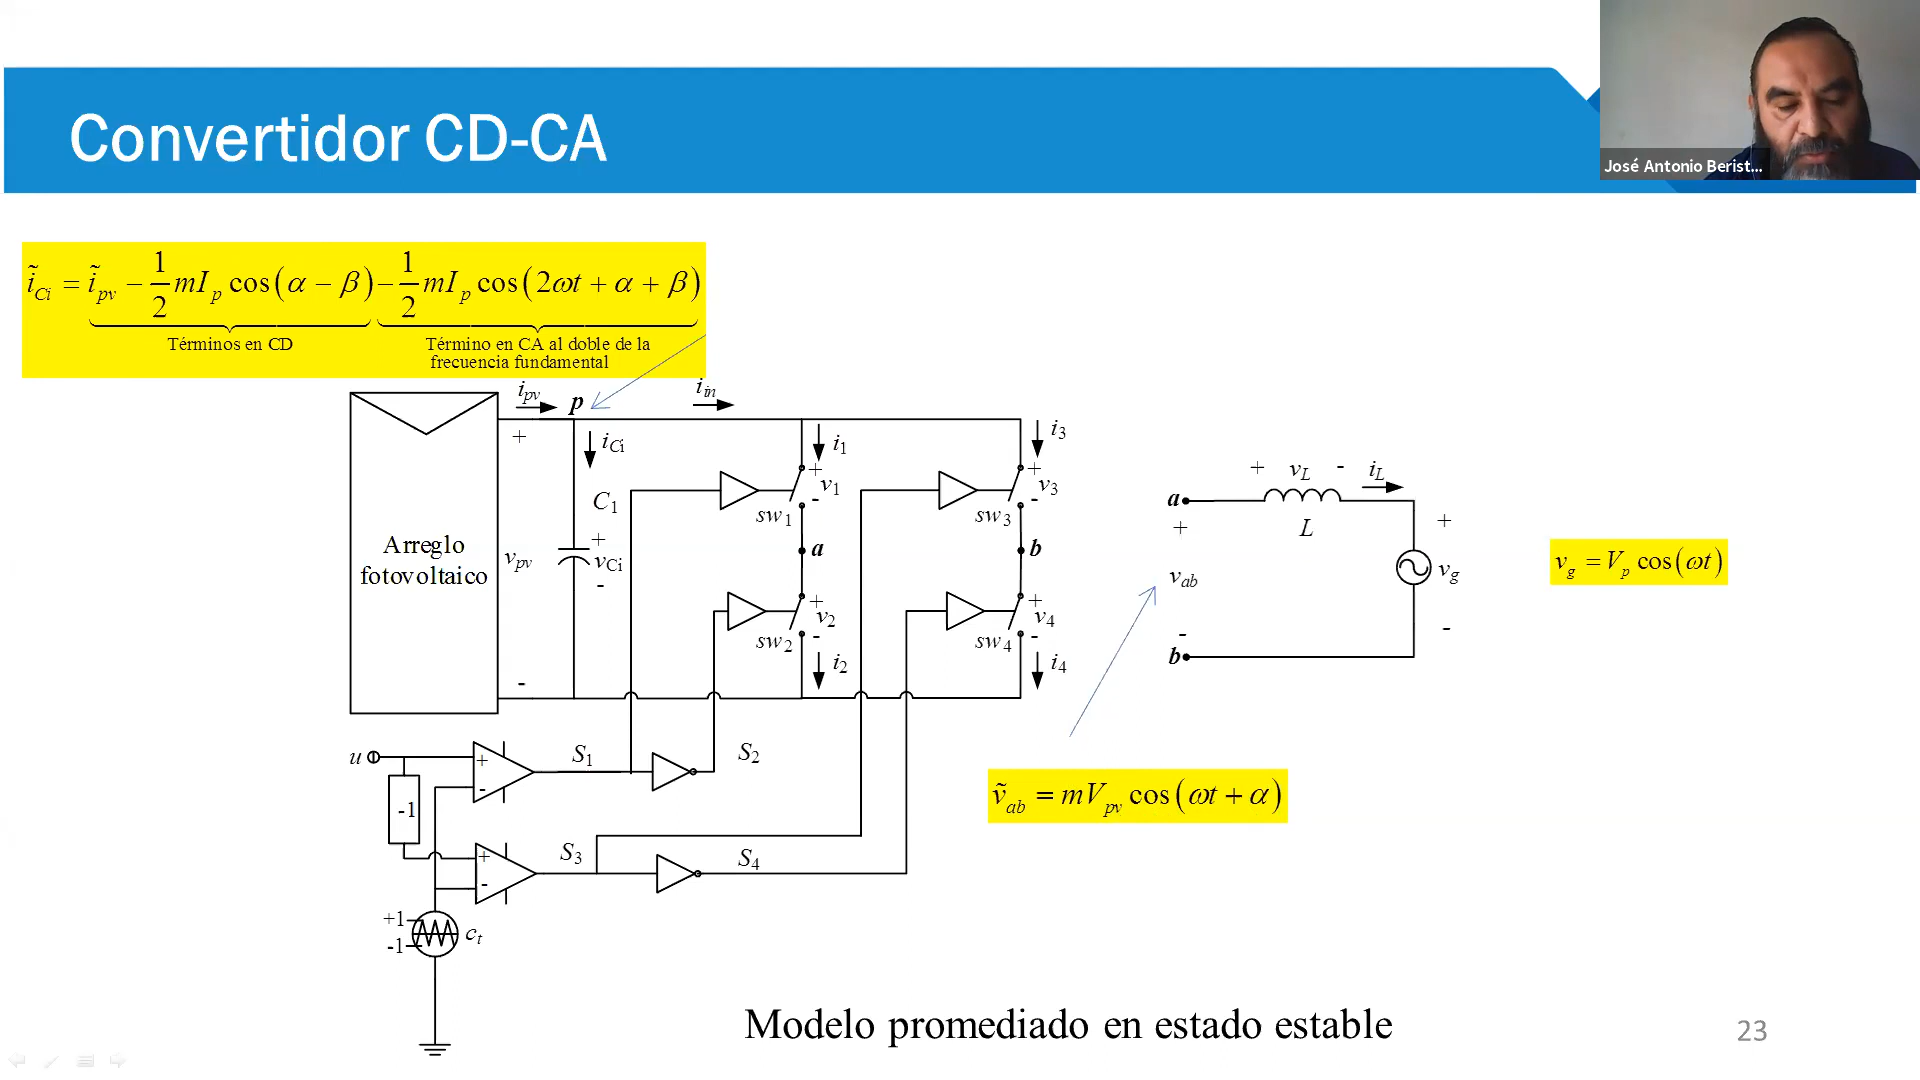 Convertidor CD-CA
José Antonio Berist...
ĩ_Ci = ĩ_pv − 1/2 mI_p cos(α − β) − 1/2 mI_p cos(2ωt + α + β)
Términos en CD
Término en CA al doble de la
frecuencia fundamental
i_pv
p
i_in
+
i_Ci
i_1
i_3
+
v_1
-
+
v_3
-
C_1
sw_1
sw_3
Arreglo
fotovoltaico
v_pv
+
v_Ci
-
a
b
+
v_2
-
+
v_4
-
sw_2
sw_4
i_2
i_4
-
+ v_L - i_L
a
L
+
v_ab
-
b
+
v_g
-
v_g = V_p cos(ωt)
u
+
-
S_1
S_2
-1
ṽ_ab = mV_pv cos(ωt + α)
+
-
S_3
S_4
+1
-1
c_t
Modelo promediado en estado estable
23